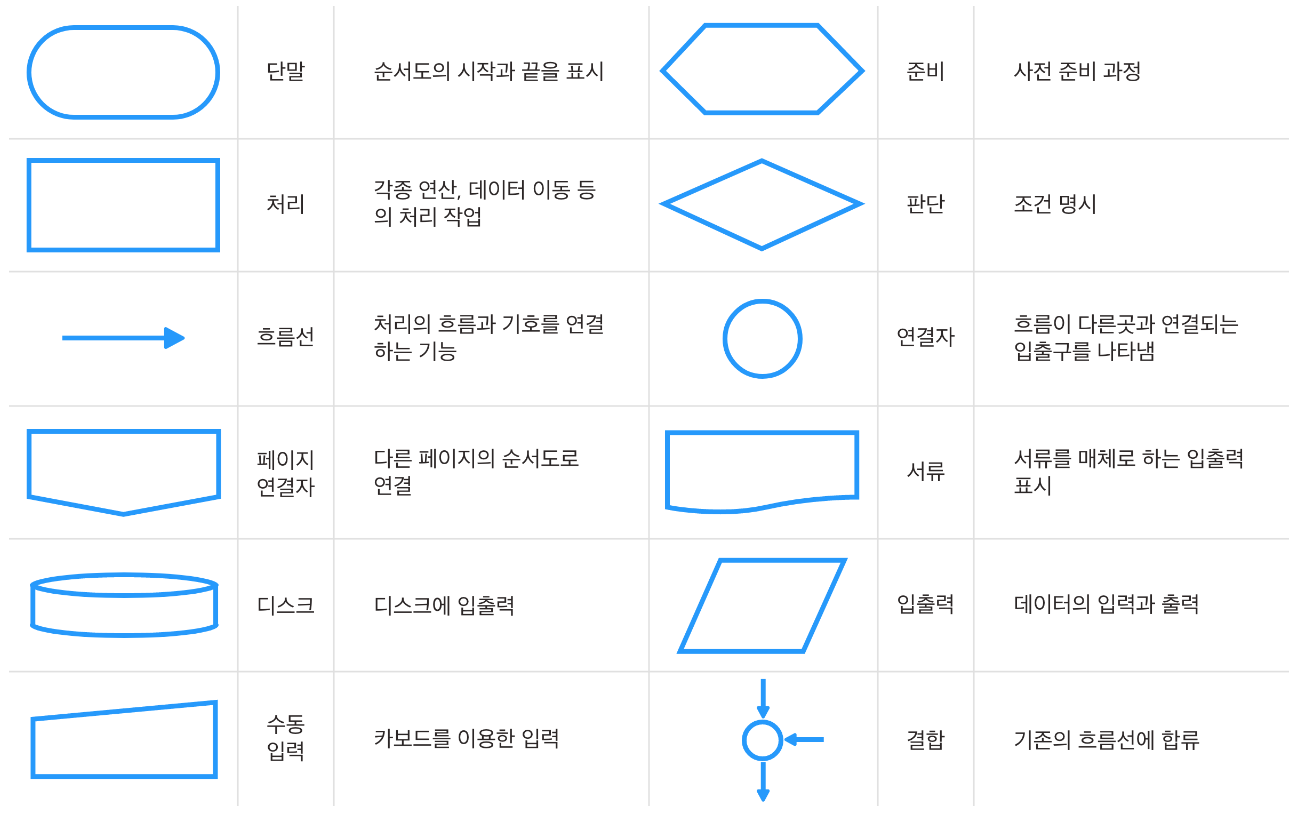 단말
순서도의 시작과 끝을 표시
준비
사전 준비 과정
처리
각종 연산, 데이터 이동 등
의 처리 작업
판단
조건 명시
흐름선
처리의 흐름과 기호를 연결
하는 기능
연결자
흐름이 다른곳과 연결되는
입출구를 나타냄
페이지
연결자
다른 페이지의 순서도로
연결
서류
서류를 매체로 하는 입출력
표시
디스크
디스크에 입출력
입출력
데이터의 입력과 출력
수동
입력
카보드를 이용한 입력
결합
기존의 흐름선에 합류